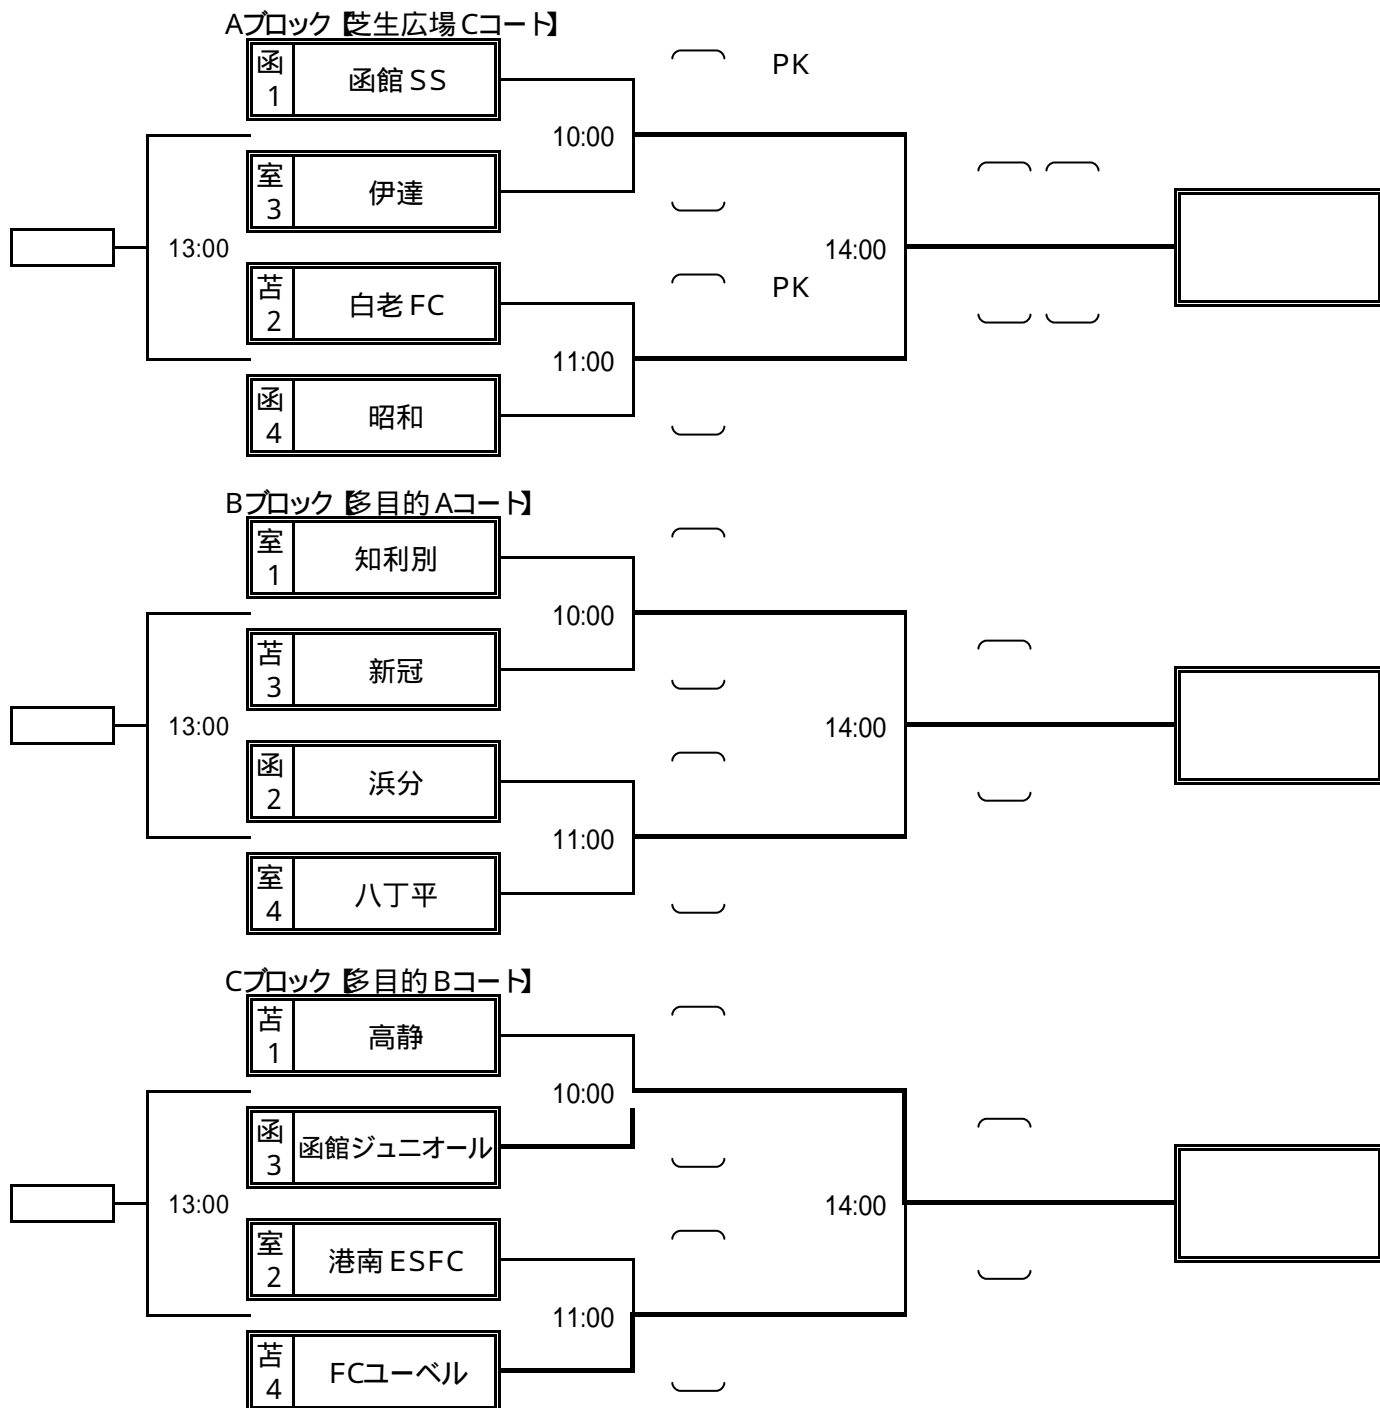 Aブロック【芝生広場Cコート】
函1 函館SS
PK
10:00
室3 伊達
13:00
14:00
苫2 白老FC
PK
11:00
函4 昭和
Bブロック【多目的Aコート】
室1 知利別
10:00
苫3 新冠
13:00
14:00
函2 浜分
11:00
室4 八丁平
Cブロック【多目的Bコート】
苫1 高静
10:00
函3 函館ジュニオール
13:00
14:00
室2 港南ESFC
11:00
苫4 FCユーベル